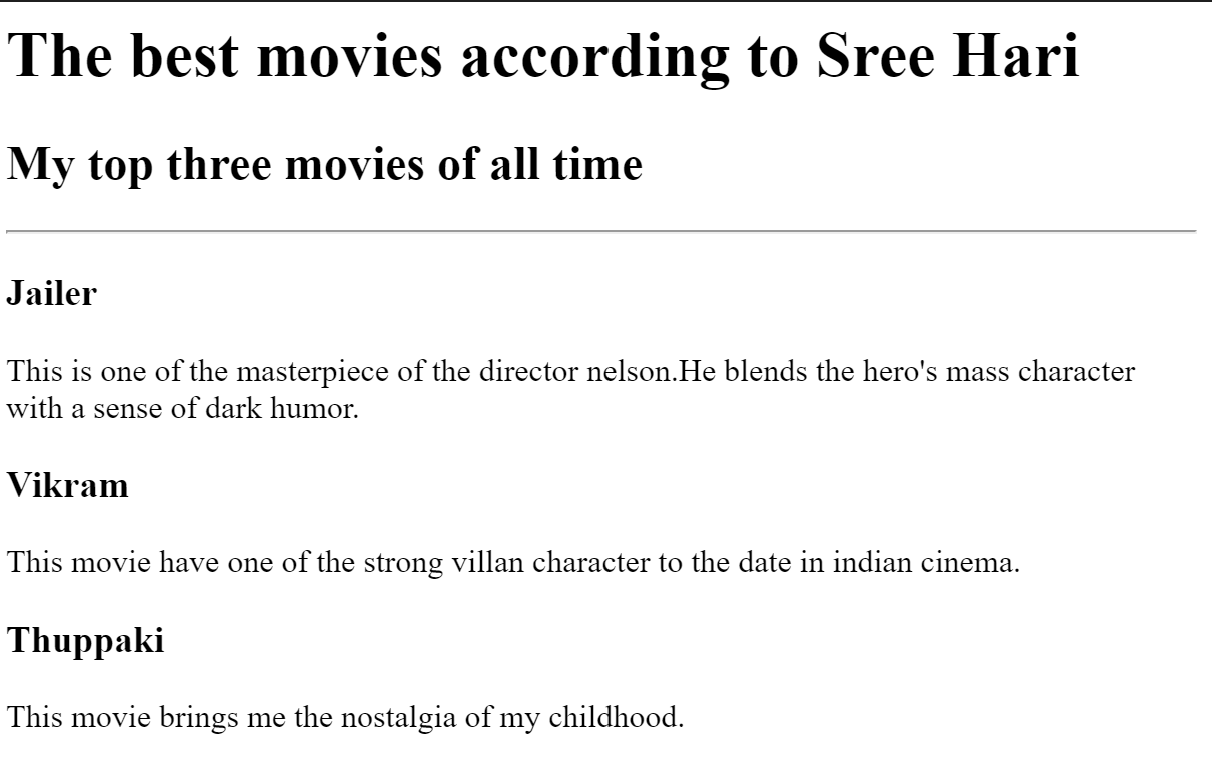 The best movies according to Sree Hari
My top three movies of all time
Jailer
This is one of the masterpiece of the director nelson.He blends the hero's mass character
with a sense of dark humor.
Vikram
This movie have one of the strong villan character to the date in indian cinema.
Thuppaki
This movie brings me the nostalgia of my childhood.